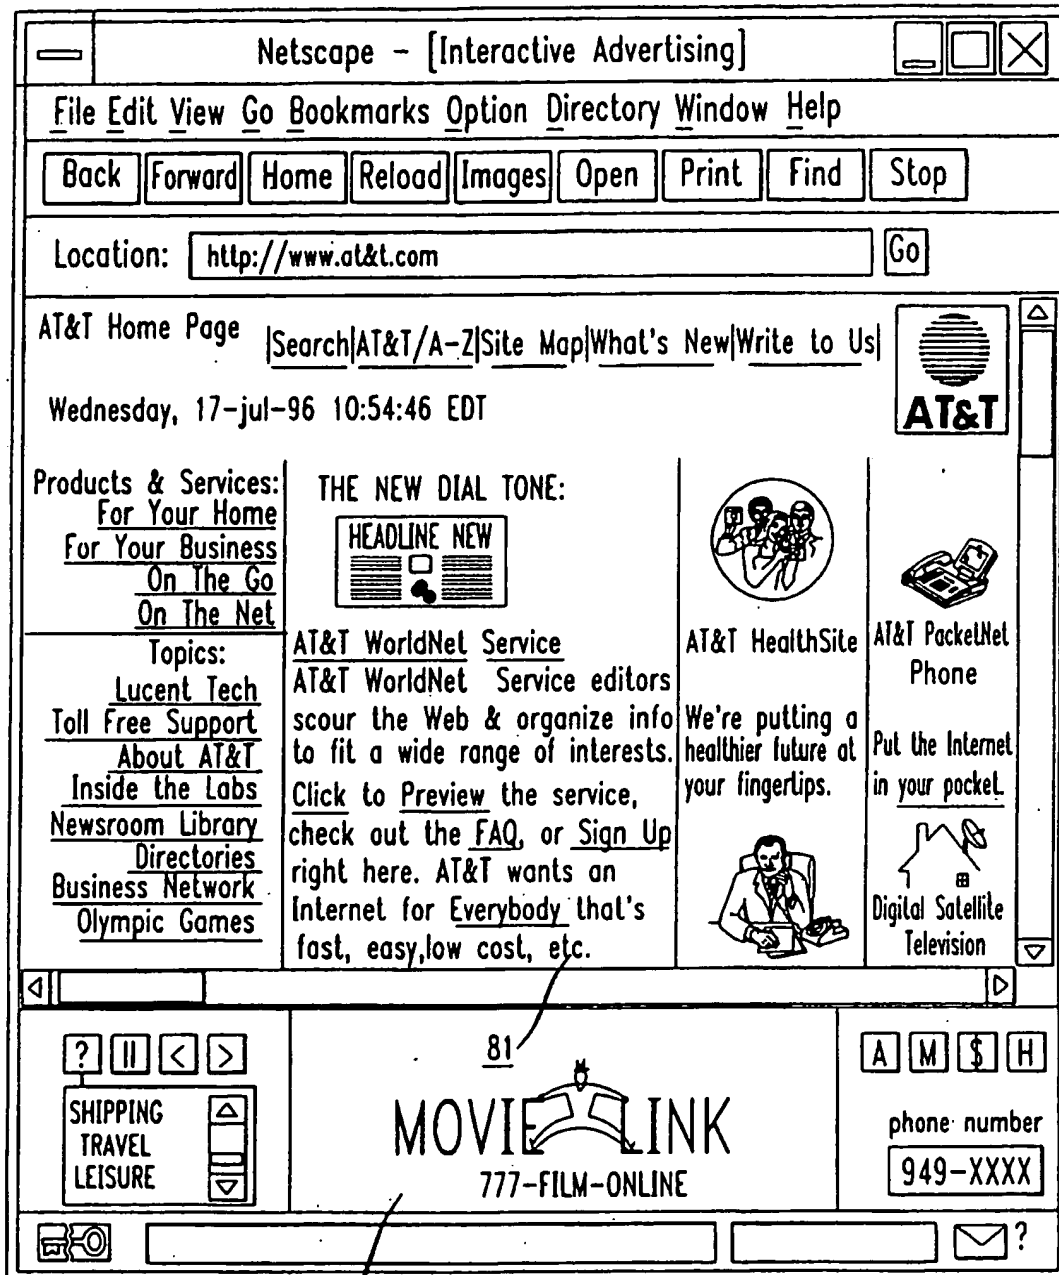 Netscape - [Interactive Advertising]
File Edit View Go Bookmarks Option Directory Window Help
Back Forward Home Reload Images Open Print Find Stop
Location: http://www.at&t.com Go
AT&T Home Page |Search|AT&T/A-Z|Site Map|What's New|Write to Us|
Wednesday, 17-jul-96 10:54:46 EDT
AT&T
Products & Services:
For Your Home
For Your Business
On The Go
On The Net
Topics:
Lucent Tech
Toll Free Support
About AT&T
Inside the Labs
Newsroom Library
Directories
Business Network
Olympic Games
THE NEW DIAL TONE:
HEADLINE NEW
AT&T WorldNet Service
AT&T WorldNet Service editors
scour the Web & organize info
to fit a wide range of interests.
Click to Preview the service,
check out the FAQ, or Sign Up
right here. AT&T wants an
Internet for Everybody that's
fast, easy,low cost, etc.
AT&T HealthSite
We're putting a
healthier future at
your fingertips.
AT&T PacketNet
Phone
Put the Internet
in your pocket.
Digital Satellite
Television
? || < >
SHIPPING
TRAVEL
LEISURE
81
MOVIE LINK
777-FILM-ONLINE
A M $ H
phone number
949-XXXX
?